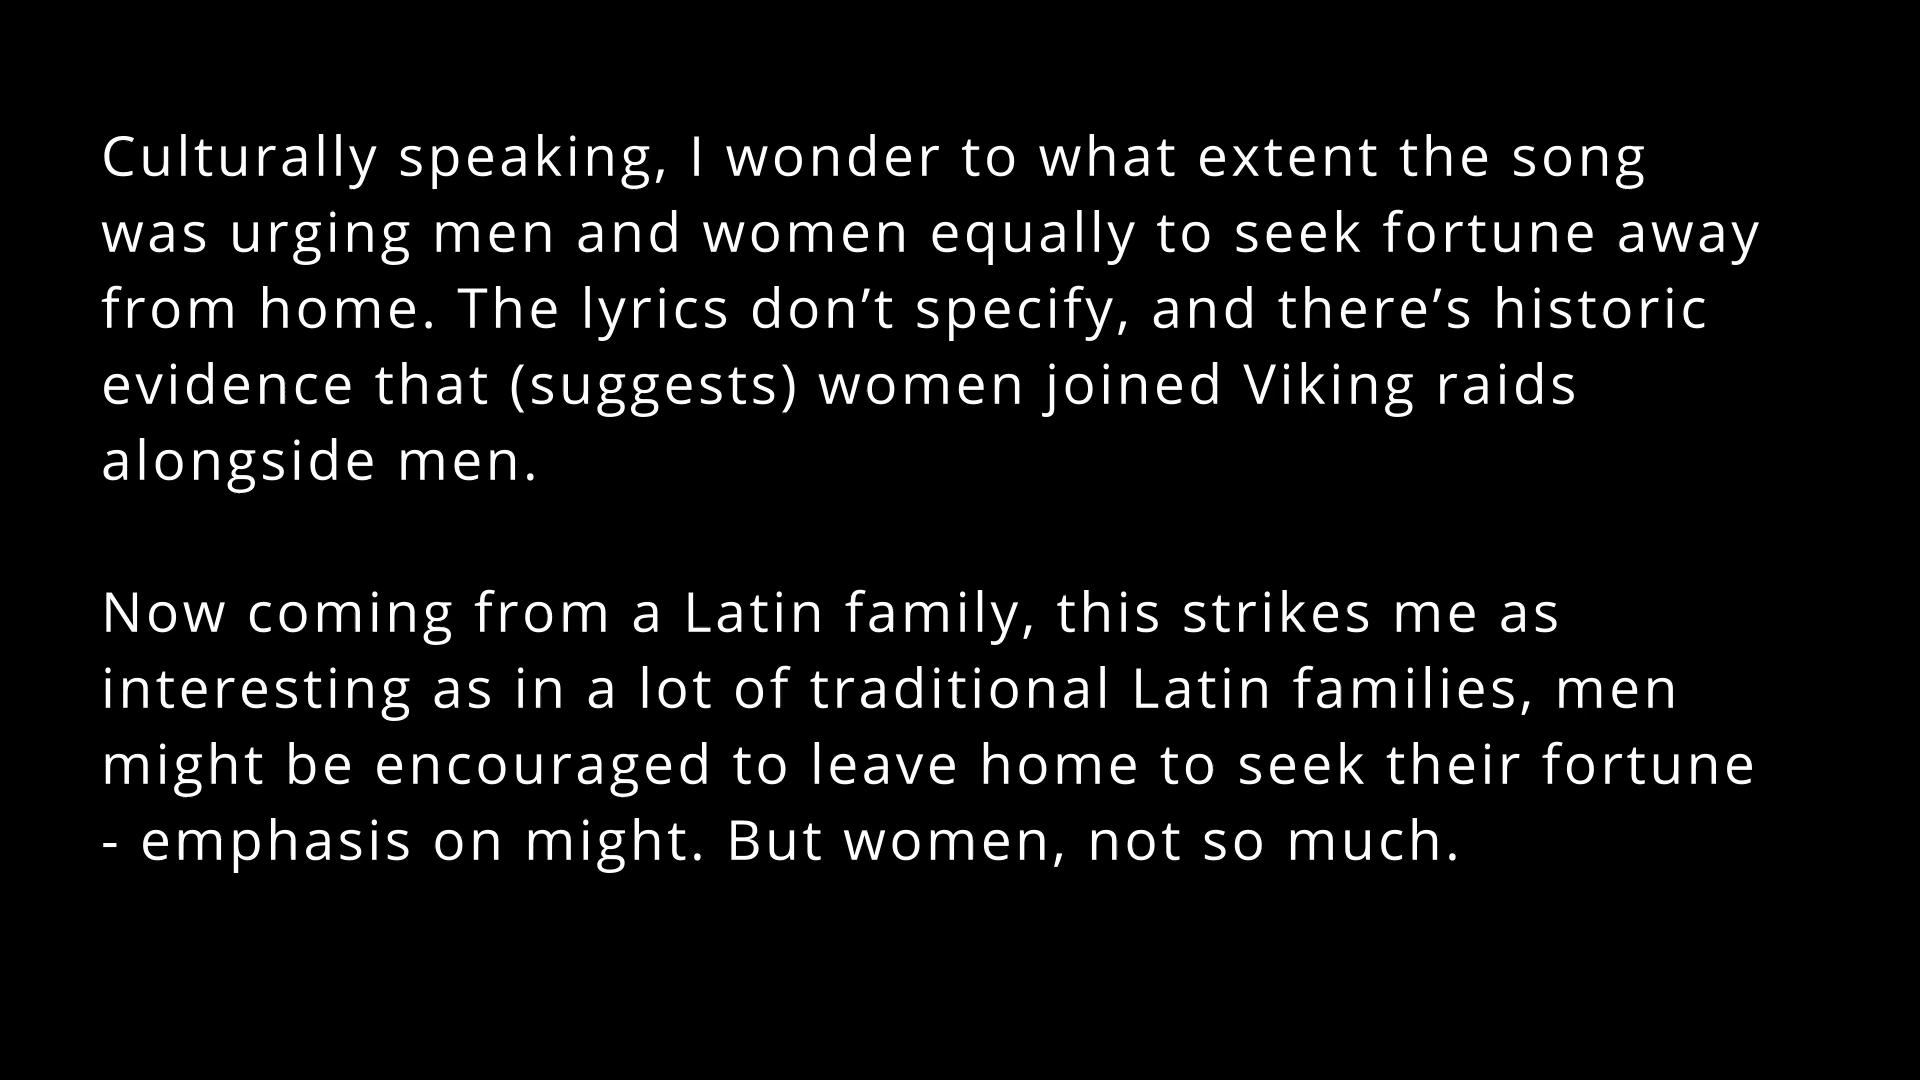 Culturally speaking, I wonder to what extent the song
was urging men and women equally to seek fortune away
from home. The lyrics don’t specify, and there’s historic
evidence that (suggests) women joined Viking raids
alongside men.
Now coming from a Latin family, this strikes me as
interesting as in a lot of traditional Latin families, men
might be encouraged to leave home to seek their fortune
- emphasis on might. But women, not so much.